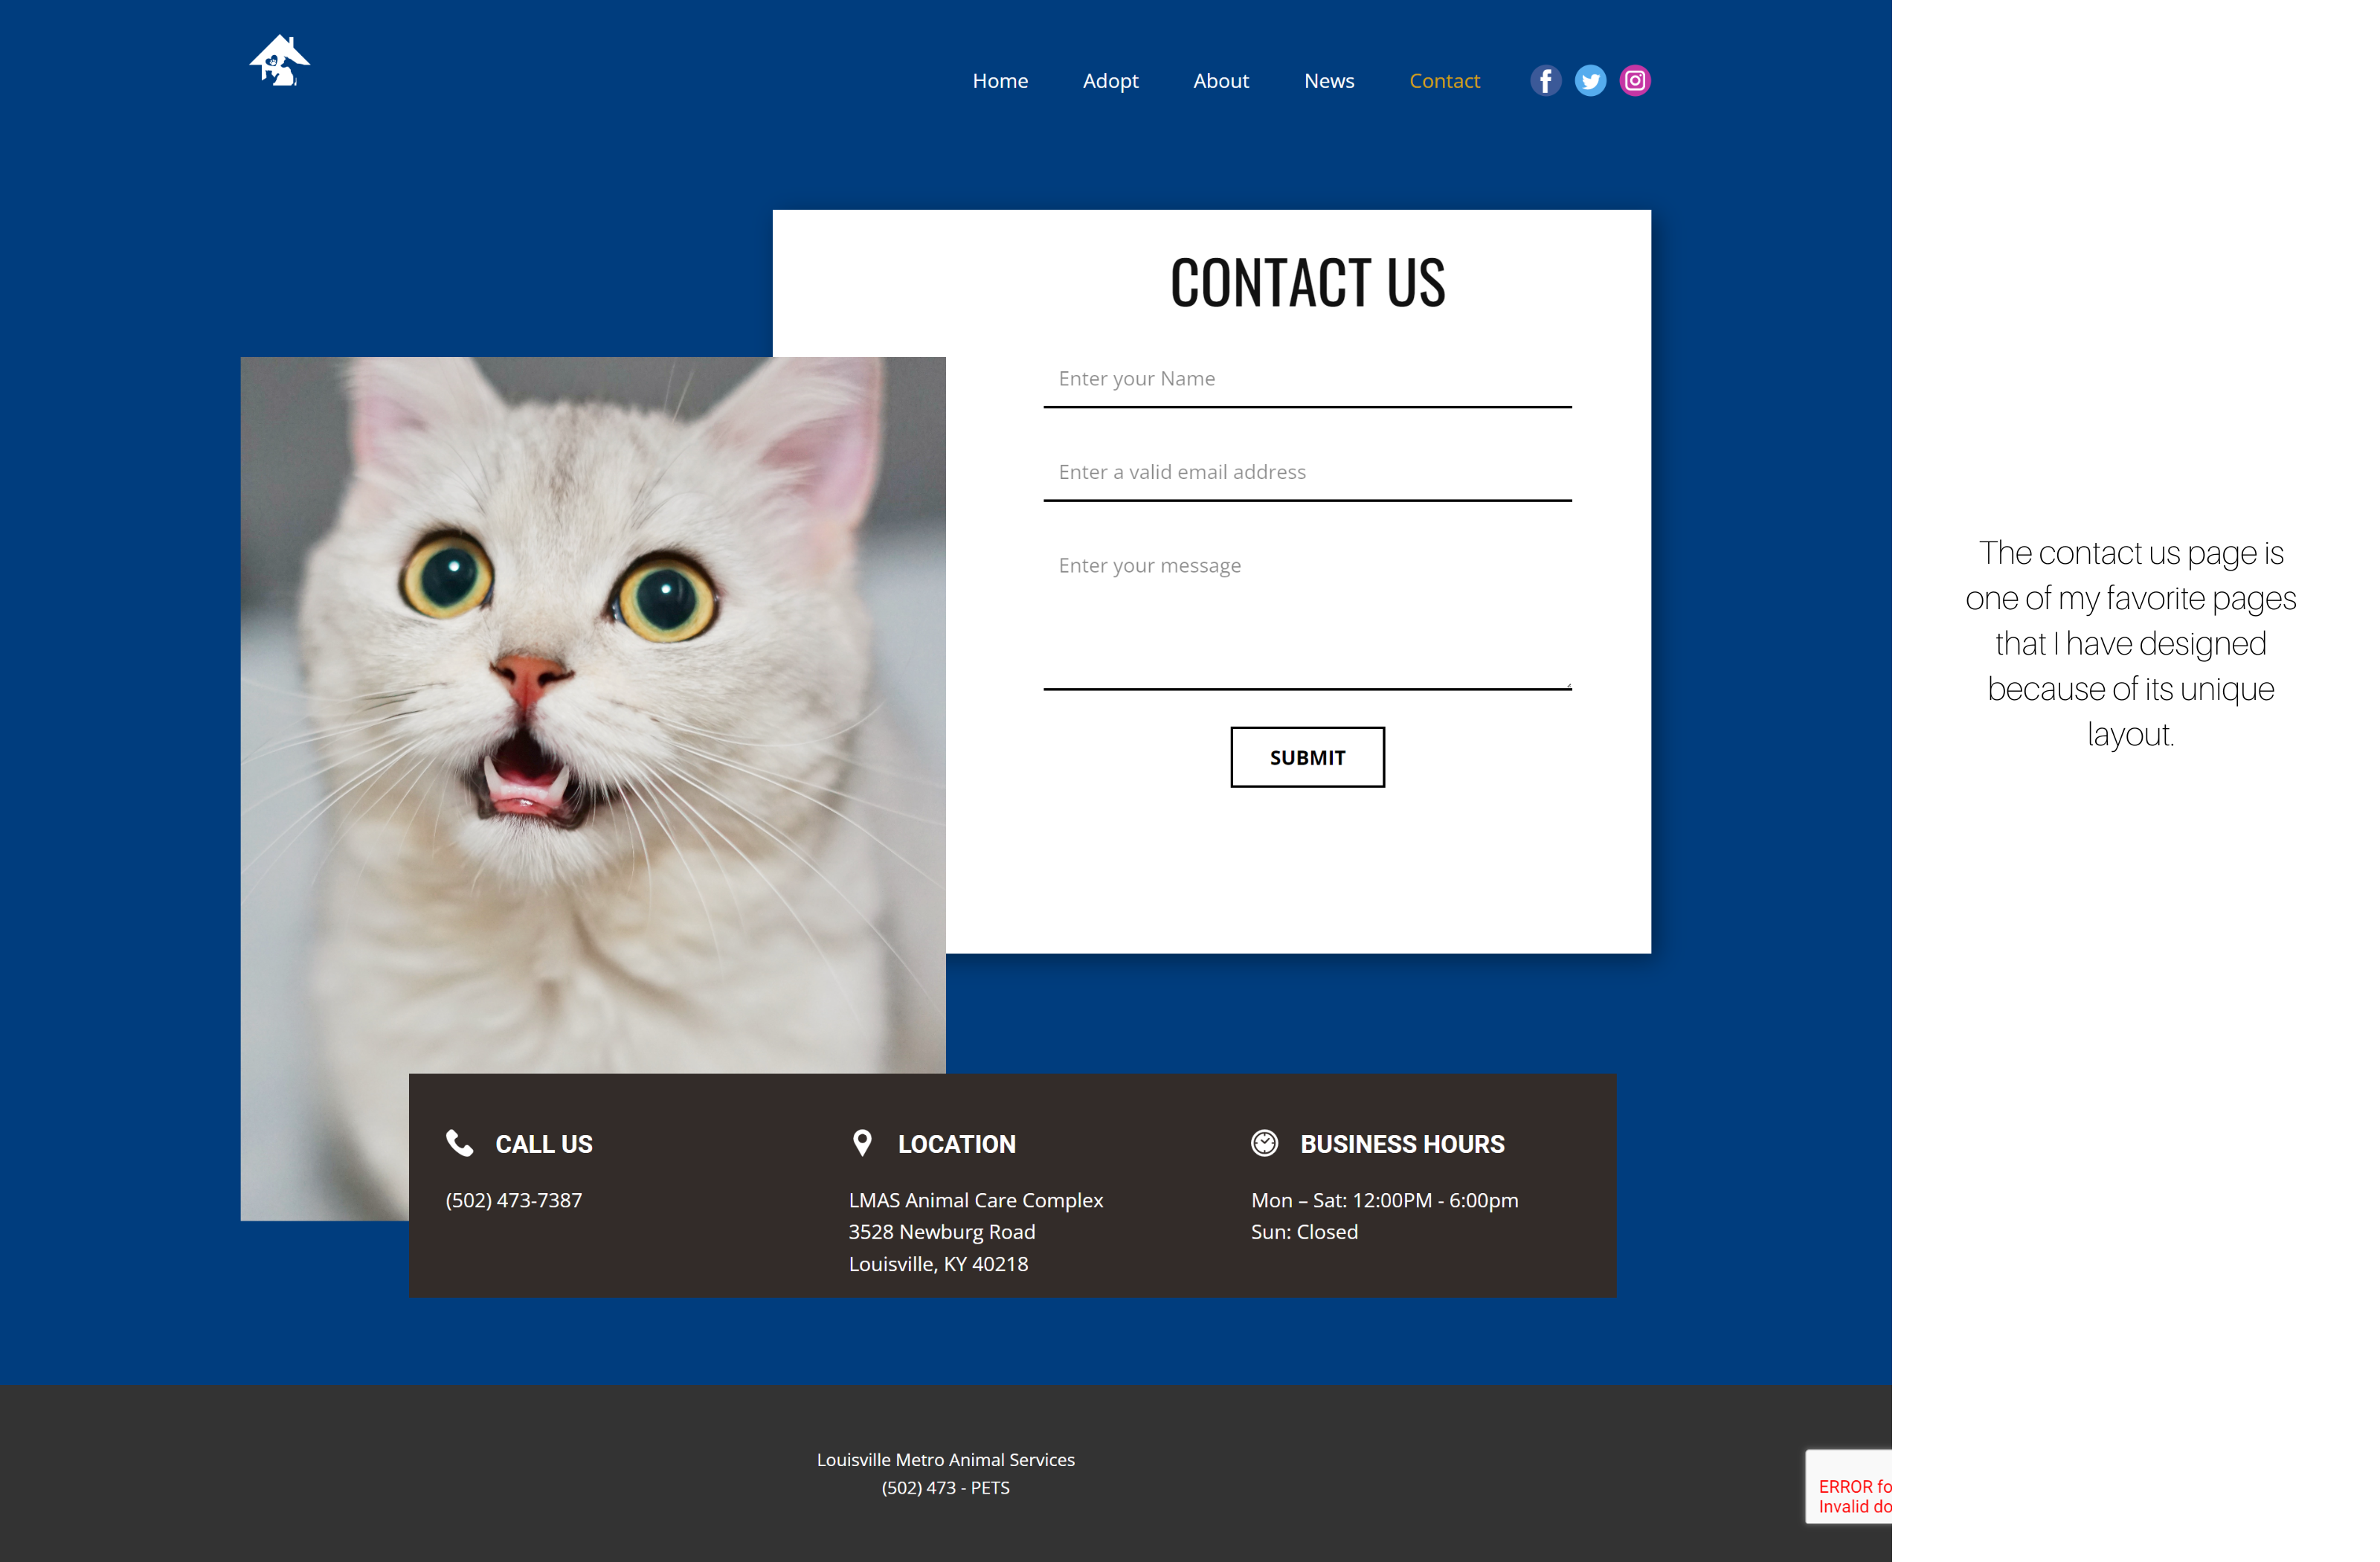 Home Adopt About News Contact
CONTACT US
Enter your Name
Enter a valid email address
Enter your message
SUBMIT
The contact us page is
one of my favorite pages
that I have designed
because of its unique
layout.
CALL US
(502) 473-7387
LOCATION
LMAS Animal Care Complex
3528 Newburg Road
Louisville, KY 40218
BUSINESS HOURS
Mon – Sat: 12:00PM - 6:00pm
Sun: Closed
Louisville Metro Animal Services
(502) 473 - PETS
ERROR fo
Invalid do